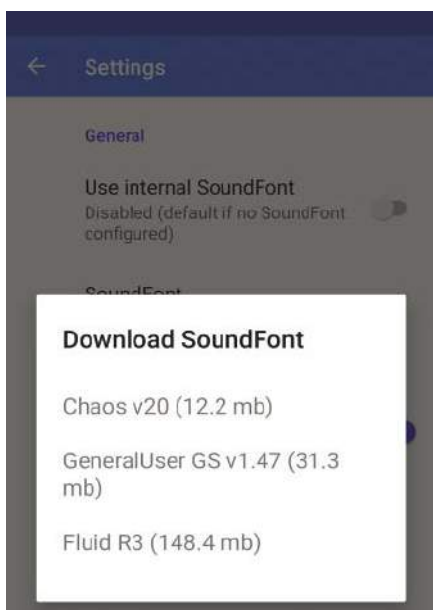 Settings
General
Use internal SoundFont
Disabled (default if no SoundFont
configured)
SoundFont
Download SoundFont
Chaos v20 (12.2 mb)
GeneralUser GS v1.47 (31.3
mb)
Fluid R3 (148.4 mb)